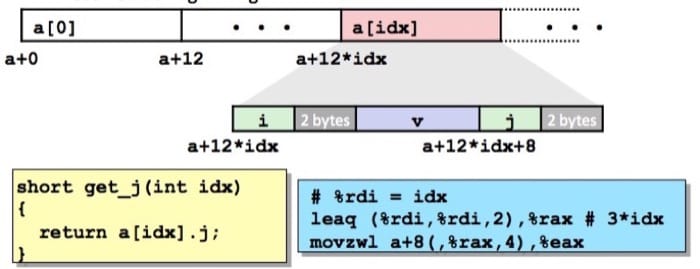 a[0] • • • a[idx] • • •
a+0 a+12 a+12*idx
i 2 bytes v j 2 bytes
a+12*idx a+12*idx+8
short get_j(int idx)
{
return a[idx].j;
}
# %rdi = idx
leaq (%rdi,%rdi,2),%rax # 3*idx
movzwl a+8(,%rax,4),%eax